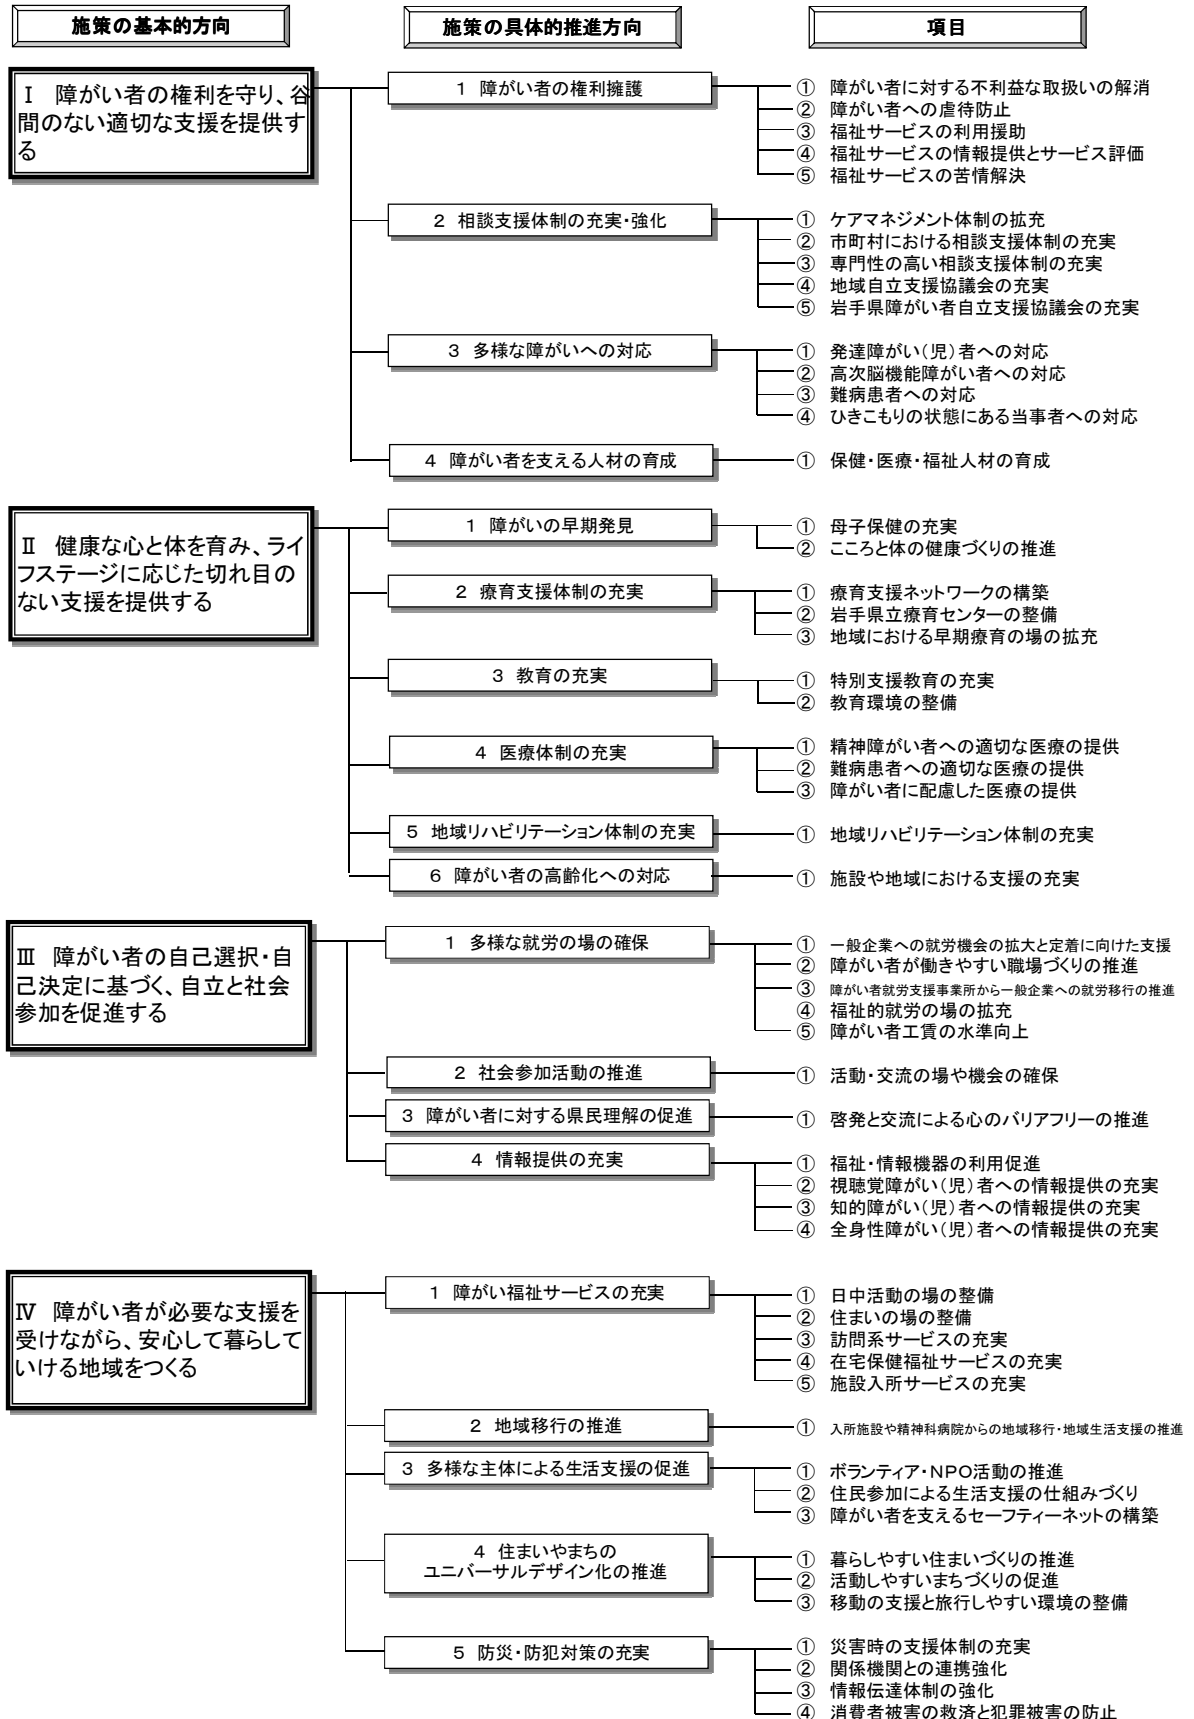 施策の基本的方向
施策の具体的推進方向
項目
Ⅰ 障がい者の権利を守り、谷
間のない適切な支援を提供す
る
1 障がい者の権利擁護
① 障がい者に対する不利益な取扱いの解消
② 障がい者への虐待防止
③ 福祉サービスの利用援助
④ 福祉サービスの情報提供とサービス評価
⑤ 福祉サービスの苦情解決
2 相談支援体制の充実・強化
① ケアマネジメント体制の拡充
② 市町村における相談支援体制の充実
③ 専門性の高い相談支援体制の充実
④ 地域自立支援協議会の充実
⑤ 岩手県障がい者自立支援協議会の充実
3 多様な障がいへの対応
① 発達障がい(児)者への対応
② 高次脳機能障がい者への対応
③ 難病患者への対応
④ ひきこもりの状態にある当事者への対応
4 障がい者を支える人材の育成
① 保健・医療・福祉人材の育成
Ⅱ 健康な心と体を育み、ライ
フステージに応じた切れ目の
ない支援を提供する
1 障がいの早期発見
① 母子保健の充実
② こころと体の健康づくりの推進
2 療育支援体制の充実
① 療育支援ネットワークの構築
② 岩手県立療育センターの整備
③ 地域における早期療育の場の拡充
3 教育の充実
① 特別支援教育の充実
② 教育環境の整備
4 医療体制の充実
① 精神障がい者への適切な医療の提供
② 難病患者への適切な医療の提供
③ 障がい者に配慮した医療の提供
5 地域リハビリテーション体制の充実
① 地域リハビリテーション体制の充実
6 障がい者の高齢化への対応
① 施設や地域における支援の充実
Ⅲ 障がい者の自己選択・自
己決定に基づく、自立と社会
参加を促進する
1 多様な就労の場の確保
① 一般企業への就労機会の拡大と定着に向けた支援
② 障がい者が働きやすい職場づくりの推進
③ 障がい者就労支援事業所から一般企業への就労移行の推進
④ 福祉的就労の場の拡充
⑤ 障がい者工賃の水準向上
2 社会参加活動の推進
① 活動・交流の場や機会の確保
3 障がい者に対する県民理解の促進
① 啓発と交流による心のバリアフリーの推進
4 情報提供の充実
① 福祉・情報機器の利用促進
② 視聴覚障がい(児)者への情報提供の充実
③ 知的障がい(児)者への情報提供の充実
④ 全身性障がい(児)者への情報提供の充実
Ⅳ 障がい者が必要な支援を
受けながら、安心して暮らして
いける地域をつくる
1 障がい福祉サービスの充実
① 日中活動の場の整備
② 住まいの場の整備
③ 訪問系サービスの充実
④ 在宅保健福祉サービスの充実
⑤ 施設入所サービスの充実
2 地域移行の推進
① 入所施設や精神科病院からの地域移行・地域生活支援の推進
3 多様な主体による生活支援の促進
① ボランティア・NPO活動の推進
② 住民参加による生活支援の仕組みづくり
③ 障がい者を支えるセーフティーネットの構築
4 住まいやまちの
ユニバーサルデザイン化の推進
① 暮らしやすい住まいづくりの推進
② 活動しやすいまちづくりの促進
③ 移動の支援と旅行しやすい環境の整備
5 防災・防犯対策の充実
① 災害時の支援体制の充実
② 関係機関との連携強化
③ 情報伝達体制の強化
④ 消費者被害の救済と犯罪被害の防止